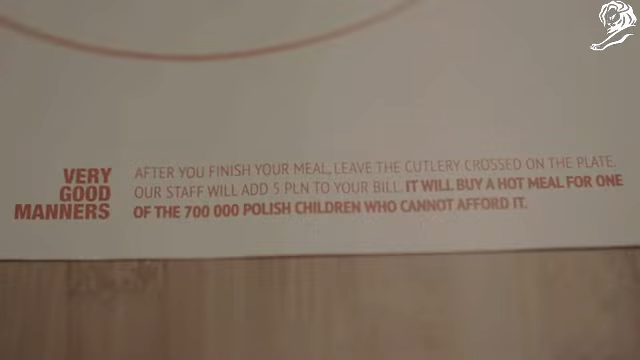 VERY
GOOD
MANNERS
AFTER YOU FINISH YOUR MEAL, LEAVE THE CUTLERY CROSSED ON THE PLATE.
OUR STAFF WILL ADD 5 PLN TO YOUR BILL. IT WILL BUY A HOT MEAL FOR ONE
OF THE 700 000 POLISH CHILDREN WHO CANNOT AFFORD IT.